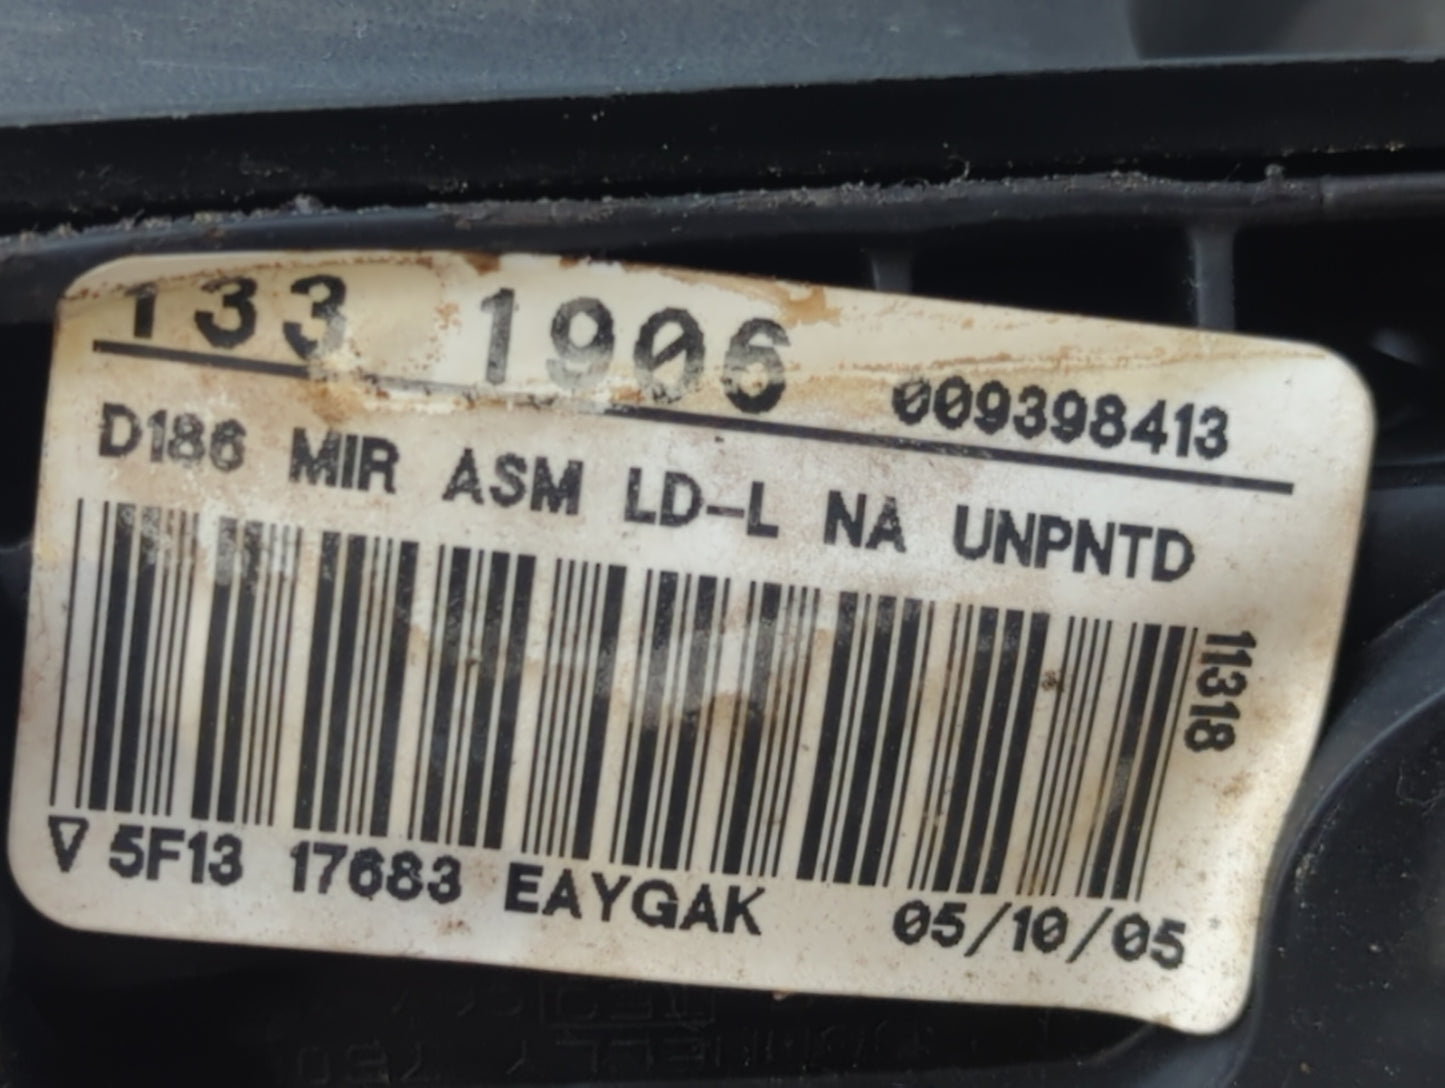 133 1906 009398413
D186 MIR ASM LD-L NA UNPNTD
11318
5F13 17683 EAYGAK 05/10/05